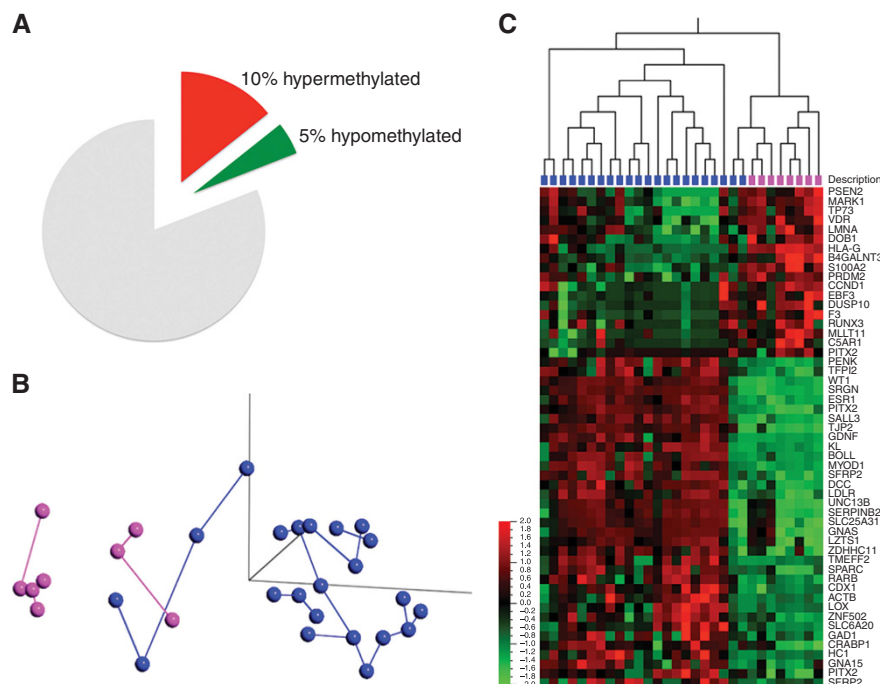 A
10% hypermethylated
5% hypomethylated
B
C
Description
PSEN2
MARK1
TP73
VDR
LMNA
DOB1
HLA-G
B4GALNT3
S100A2
PRDM2
CCND1
EBF3
DUSP10
F3
RUNX3
MLLT11
C5AR1
PITX2
PENK
TFPI2
WT1
SRGN
ESR1
PITX2
SALL3
TJP2
GDNF
KL
BOLL
MYOD1
SFRP2
DCC
LDLR
UNC13B
SERPINB2
SLC25A31
GNAS
LZTS1
ZDHHC11
TMEFF2
SPARC
RARB
CDX1
ACTB
LOX
ZNF502
SLC6A20
GAD1
CRABP1
HC1
GNA15
PITX2
SFRP2
2.0
1.8
1.6
1.4
1.2
1.0
0.8
0.6
0.4
0.2
0.0
−0.2
−0.4
−0.6
−0.8
−1.0
−1.2
−1.4
−1.6
−1.8